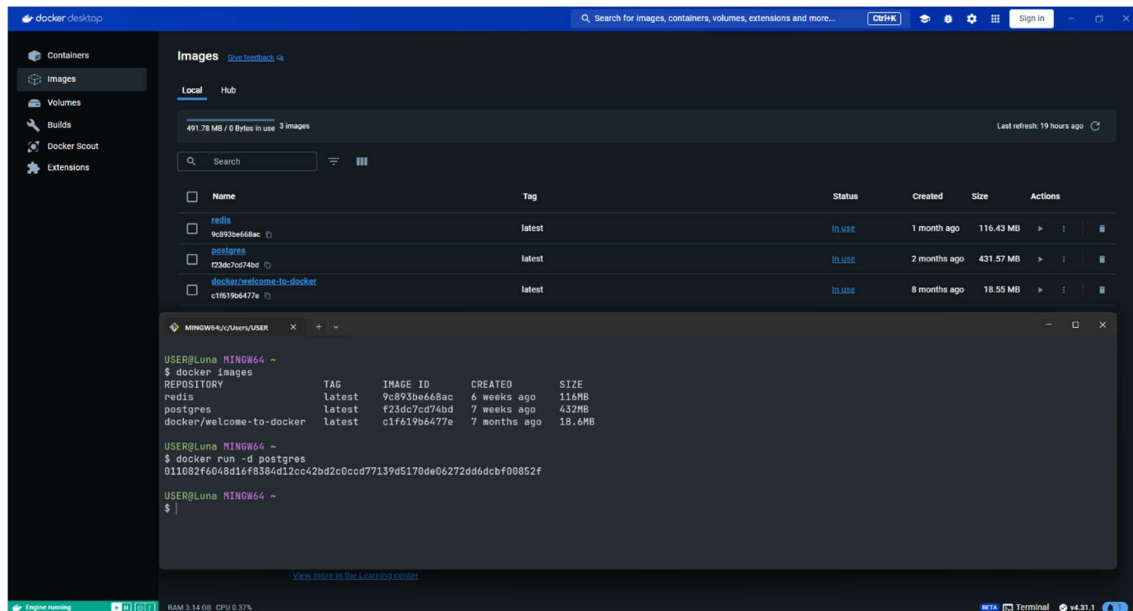 docker desktop
Search for images, containers, volumes, extensions and more...
Ctrl+K
Sign in
Containers
Images
Volumes
Builds
Docker Scout
Extensions
Images Give feedback
Local Hub
491.78 MB / 0 Bytes in use 3 images
Last refresh: 19 hours ago
Search
Name Tag Status Created Size Actions
redis
9c893be668ac
latest In use 1 month ago 116.43 MB
postgres
f23dc7cd74bd
latest In use 2 months ago 431.57 MB
docker/welcome-to-docker
c1f619b6477e
latest In use 8 months ago 18.55 MB
MINGW64:/c/Users/USER
USER@Luna MINGW64 ~
$ docker images
REPOSITORY TAG IMAGE ID CREATED SIZE
redis latest 9c893be668ac 6 weeks ago 116MB
postgres latest f23dc7cd74bd 7 weeks ago 432MB
docker/welcome-to-docker latest c1f619b6477e 7 months ago 18.6MB
USER@Luna MINGW64 ~
$ docker run -d postgres
011082f6048d16f8384d12cc42bd2c0ccd77139d5170de06272dd6dcbf00852f
USER@Luna MINGW64 ~
$
View more in the Learning center
Engine running
RAM 3.14 GB CPU 0.37%
BETA Terminal v4.31.1